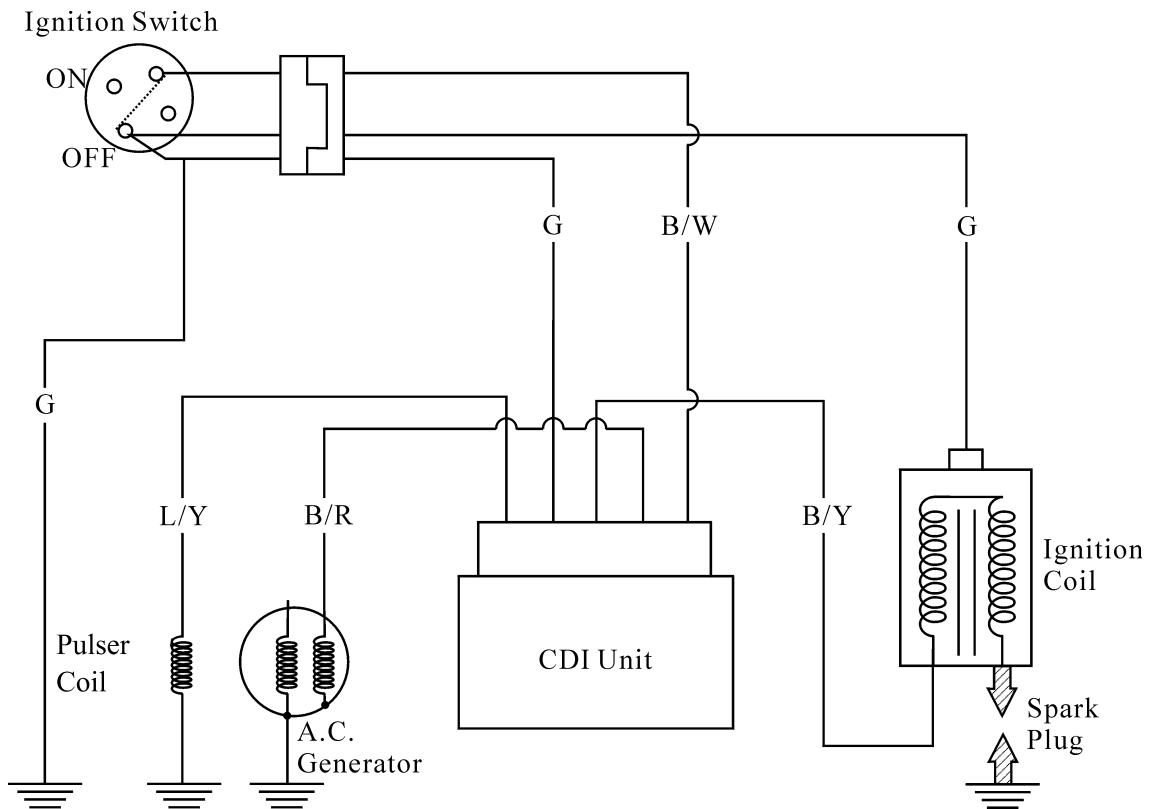 Ignition Switch
ON
OFF
G
B/W
G
G
L/Y
B/R
B/Y
Ignition
Coil
Pulser
Coil
CDI Unit
A.C.
Generator
Spark
Plug